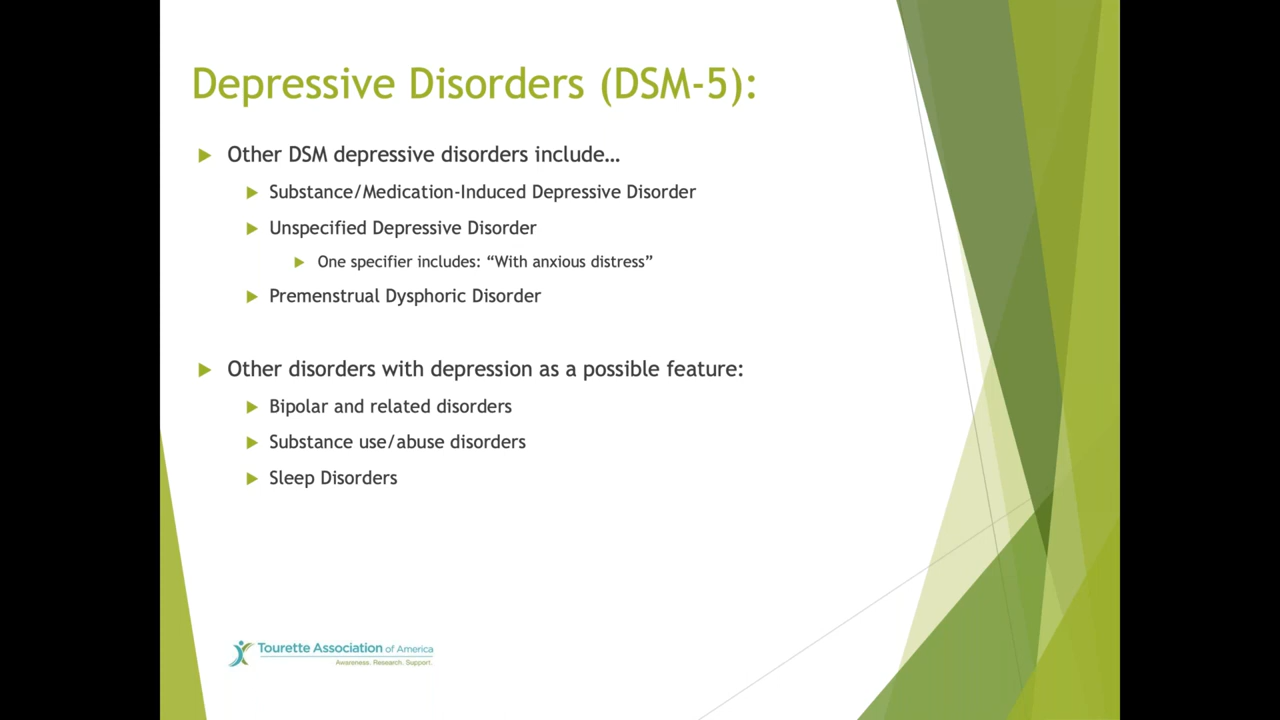 Depressive Disorders (DSM-5):
Other DSM depressive disorders include…
Substance/Medication-Induced Depressive Disorder
Unspecified Depressive Disorder
One specifier includes: “With anxious distress”
Premenstrual Dysphoric Disorder
Other disorders with depression as a possible feature:
Bipolar and related disorders
Substance use/abuse disorders
Sleep Disorders
Tourette Association of America
Awareness. Research. Support.